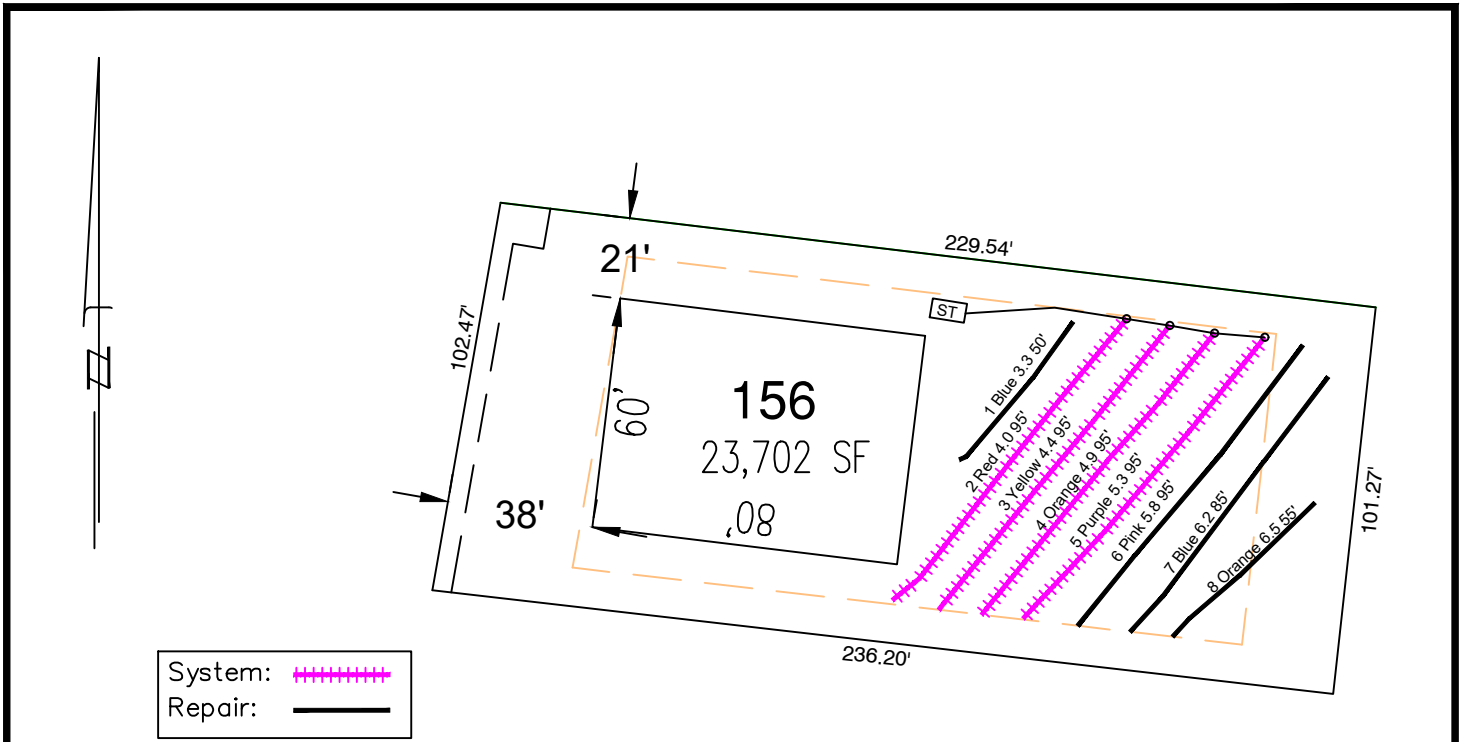 229.54'
21'
ST
102.47'
1 Blue 3.3 50'
60'
156
23,702 SF
80'
38'
2 Red 4.0 95'
3 Yellow 4.4 95'
4 Orange 4.9 95'
5 Purple 5.3 95'
6 Pink 5.8 95'
7 Blue 6.2 85'
8 Orange 6.5 55'
101.27'
236.20'
N
System:
Repair: